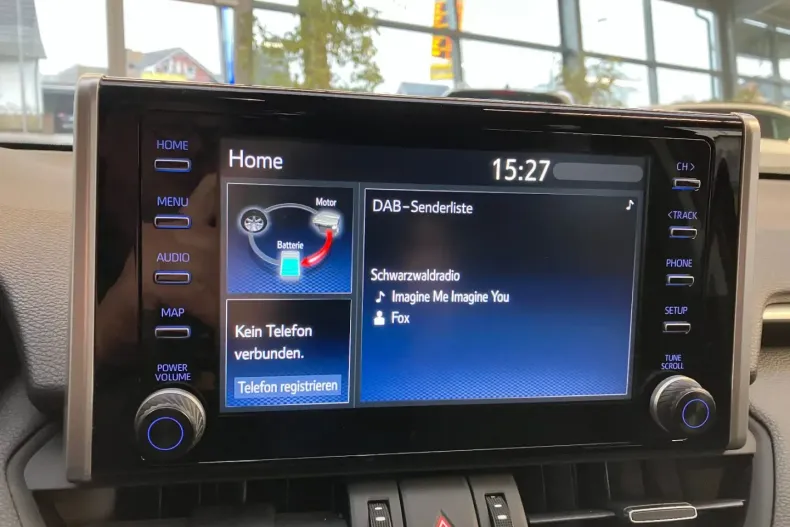 HOME
MENU
AUDIO
MAP
POWER
VOLUME
Home
15:27
Motor
Batterie
Kein Telefon
verbunden.
Telefon registrieren
DAB-Senderliste
Schwarzwaldradio
Imagine Me Imagine You
Fox
CH >
< TRACK
PHONE
SETUP
TUNE
SCROLL